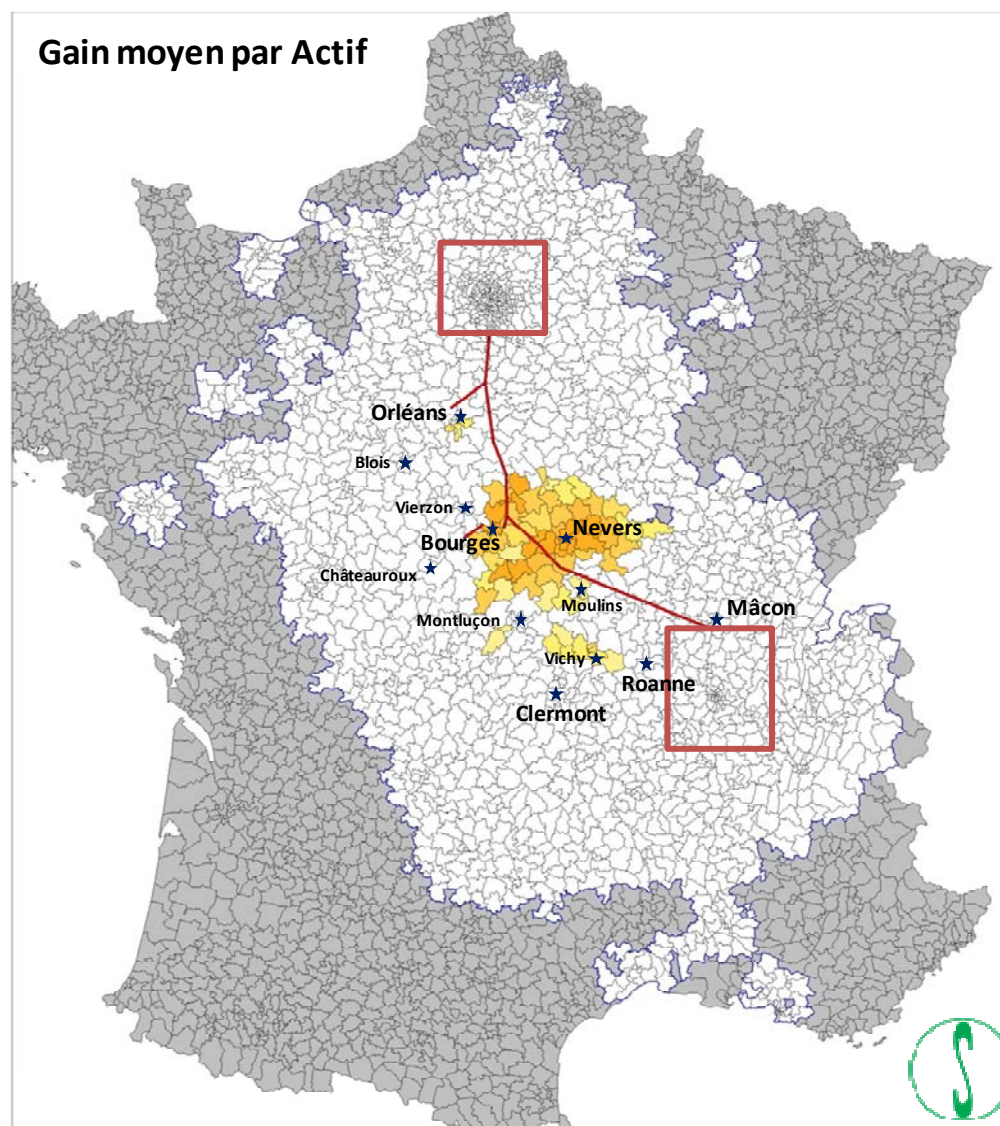 Gain moyen par Actif
Orléans
Blois
Vierzon
Bourges
Nevers
Châteauroux
Moulins
Mâcon
Montluçon
Vichy
Roanne
Clermont
S